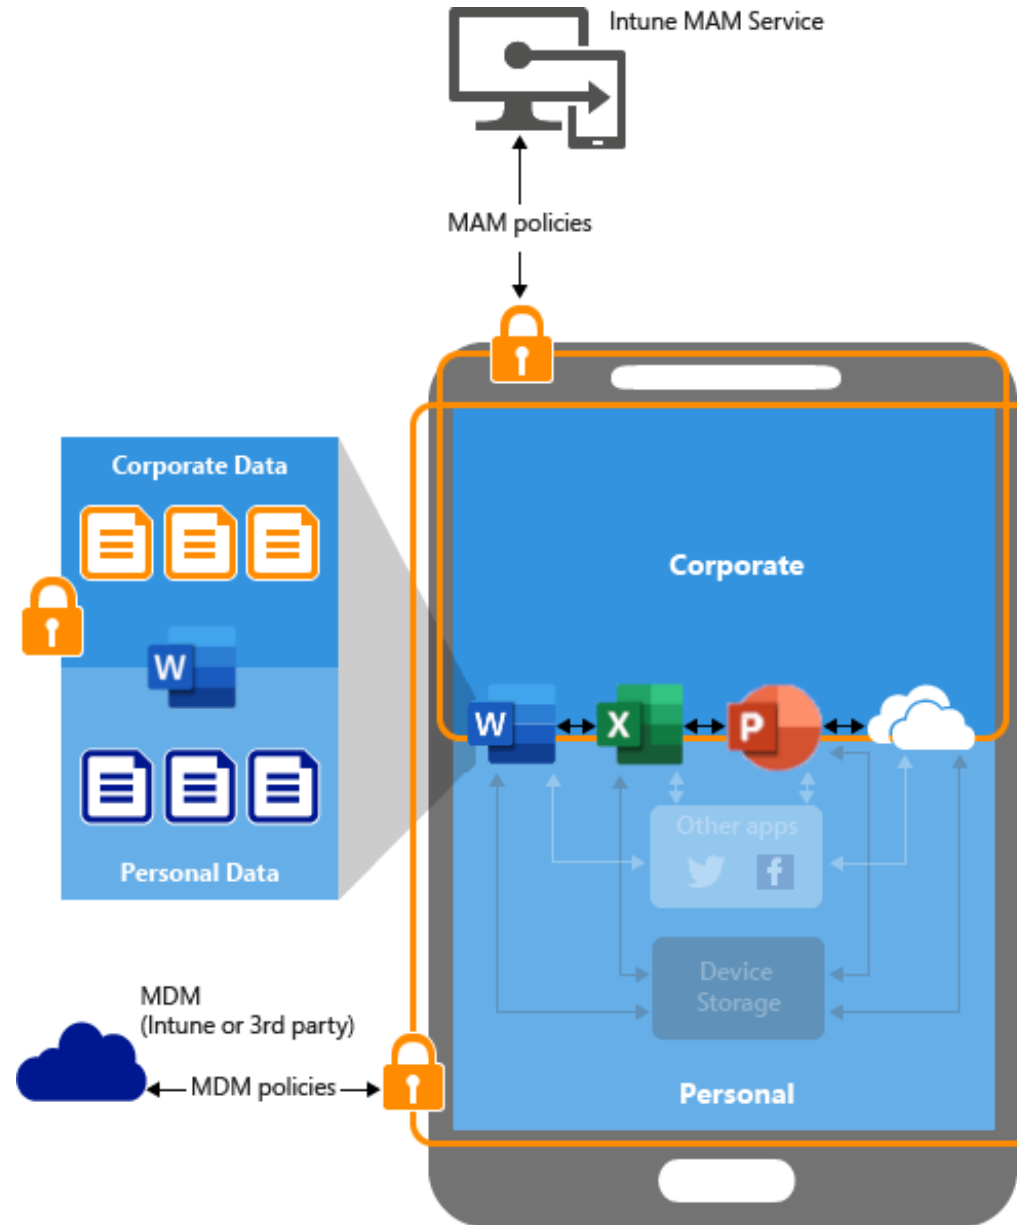 Intune MAM Service
MAM policies
Corporate Data
W
Personal Data
Corporate
W
X
P
Other apps
f
Device
Storage
Personal
MDM
(Intune or 3rd party)
MDM policies